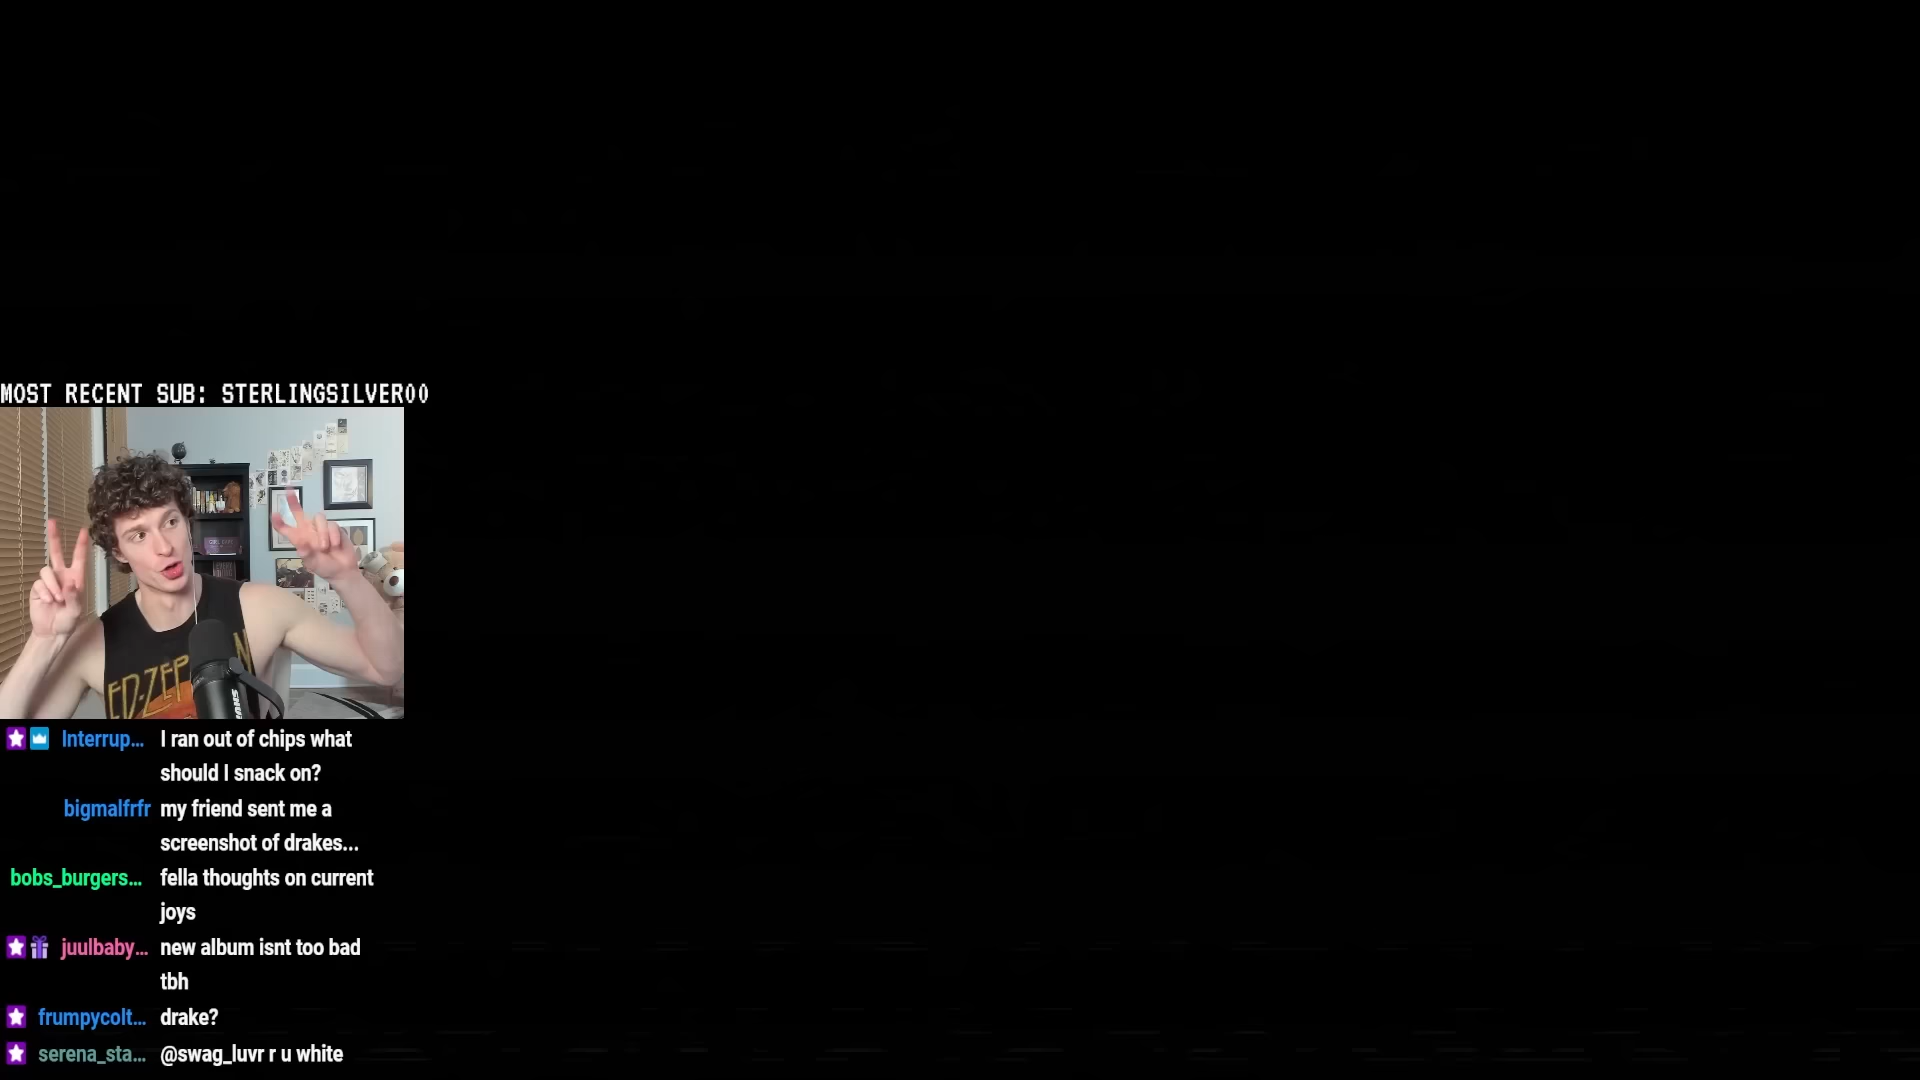 MOST RECENT SUB: STERLINGSILVER00
ED-ZEP N
Interrup... I ran out of chips what
should I snack on?
bigmalfrfr my friend sent me a
screenshot of drakes...
bobs_burgers... fella thoughts on current
joys
juulbaby... new album isnt too bad
tbh
frumpycolt... drake?
serena_sta... @swag_luvr r u white